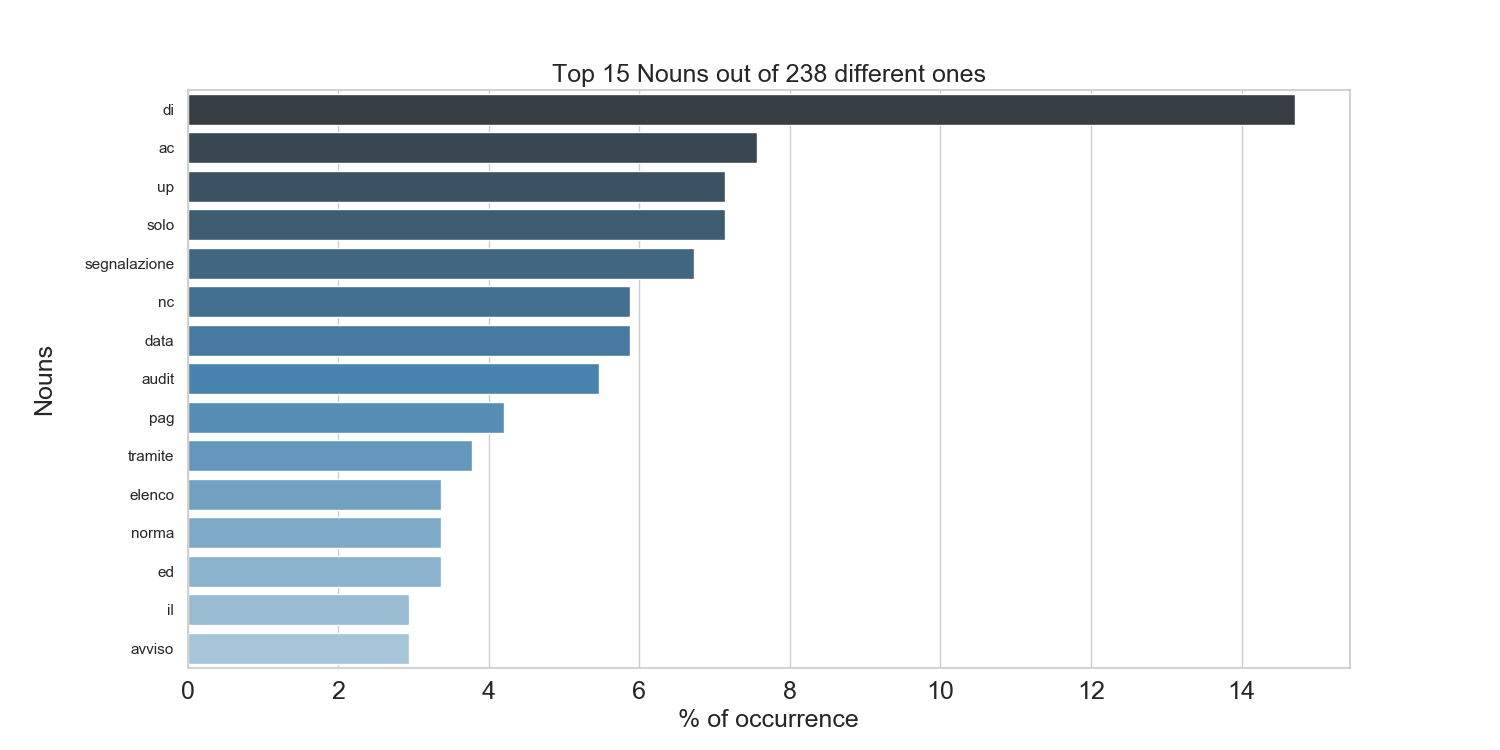 Top 15 Nouns out of 238 different ones
Nouns
di
ac
up
solo
segnalazione
nc
data
audit
pag
tramite
elenco
norma
ed
il
avviso
0 2 4 6 8 10 12 14
% of occurrence